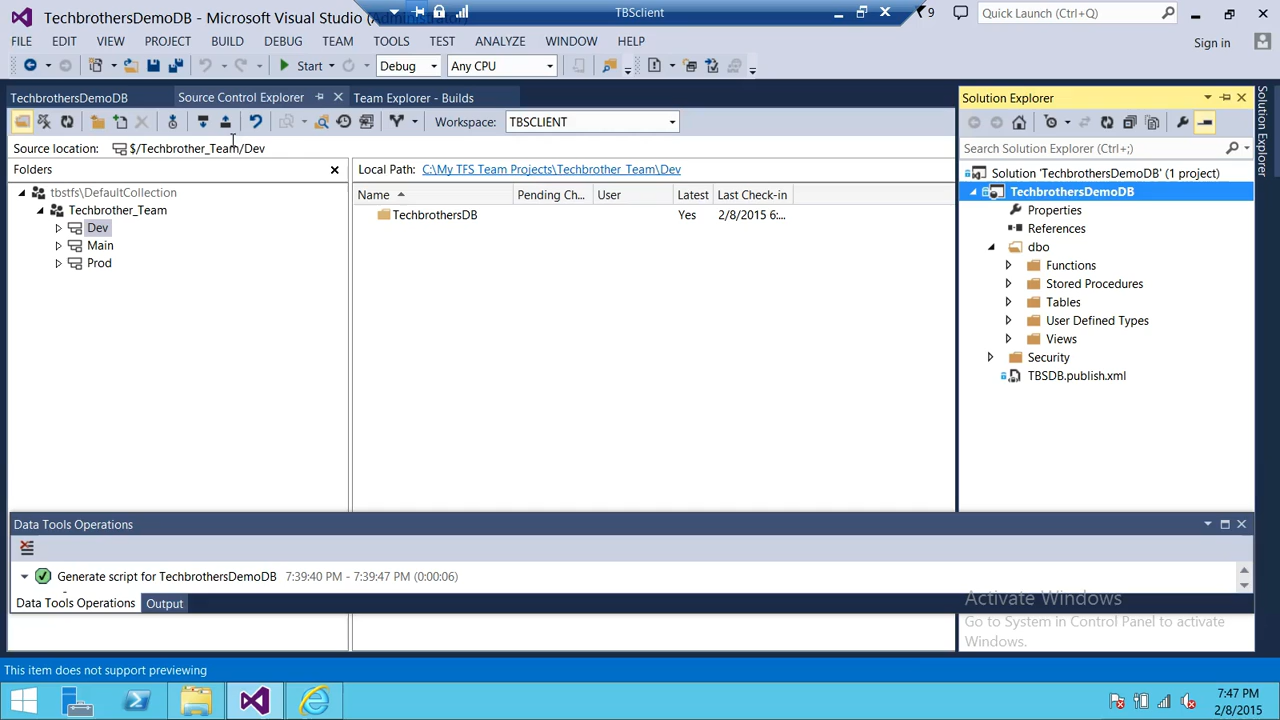 TechbrothersDemoDB - Microsoft Visual Studio (Administrator)
TBSclient
9
Quick Launch (Ctrl+Q)
FILE EDIT VIEW PROJECT BUILD DEBUG TEAM TOOLS TEST ANALYZE WINDOW HELP
Sign in
Start Debug Any CPU
TechbrothersDemoDB
Source Control Explorer
Team Explorer - Builds
Workspace: TBSCLIENT
Source location: $/Techbrother_Team/Dev
Folders
tbstfs\DefaultCollection
Techbrother_Team
Dev
Main
Prod
Local Path: C:\My TFS Team Projects\Techbrother_Team\Dev
Name Pending Ch... User Latest Last Check-in
TechbrothersDB Yes 2/8/2015 6:...
Solution Explorer
Search Solution Explorer (Ctrl+;)
Solution 'TechbrothersDemoDB' (1 project)
TechbrothersDemoDB
Properties
References
dbo
Functions
Stored Procedures
Tables
User Defined Types
Views
Security
TBSDB.publish.xml
Solution Explorer
Data Tools Operations
Generate script for TechbrothersDemoDB 7:39:40 PM - 7:39:47 PM (0:00:06)
Data Tools Operations Output
Activate Windows
Go to System in Control Panel to activate
Windows.
This item does not support previewing
7:47 PM
2/8/2015